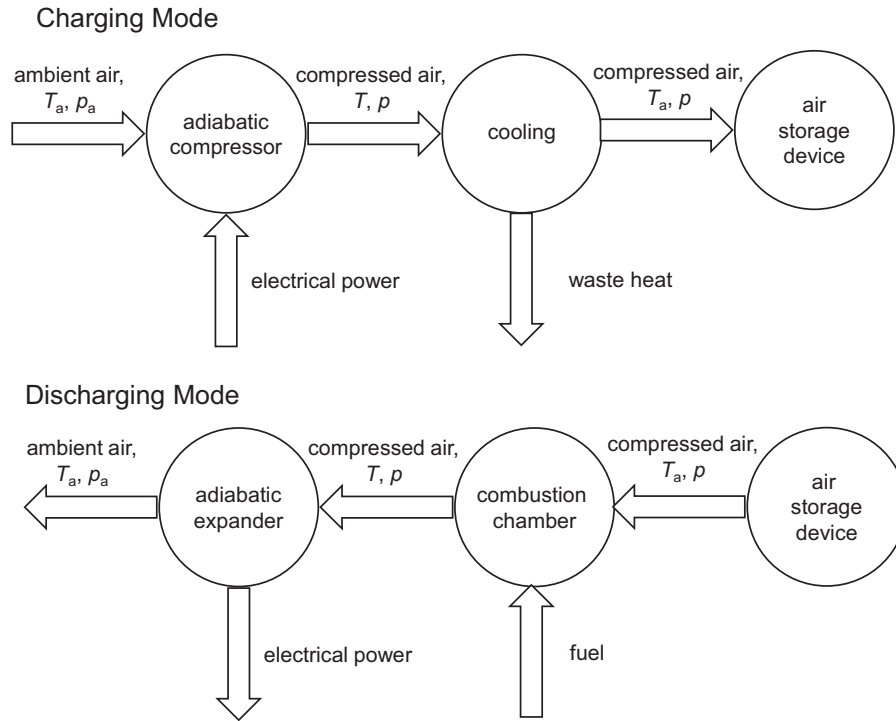 Charging Mode
ambient air,
Ta, pa
adiabatic
compressor
compressed air,
T, p
cooling
compressed air,
Ta, p
air
storage
device
electrical power
waste heat
Discharging Mode
ambient air,
Ta, pa
adiabatic
expander
compressed air,
T, p
combustion
chamber
compressed air,
Ta, p
air
storage
device
electrical power
fuel